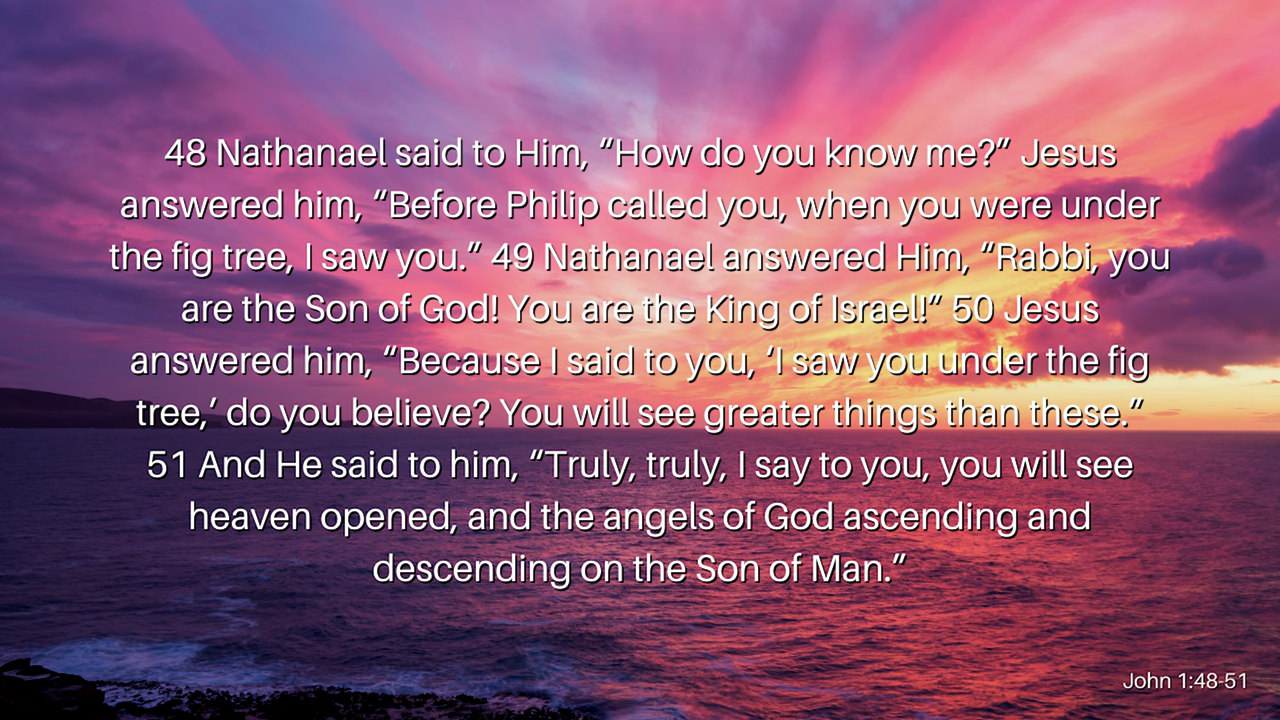 48 Nathanael said to Him, “How do you know me?” Jesus
answered him, “Before Philip called you, when you were under
the fig tree, I saw you.” 49 Nathanael answered Him, “Rabbi, you
are the Son of God! You are the King of Israel!” 50 Jesus
answered him, “Because I said to you, ‘I saw you under the fig
tree,’ do you believe? You will see greater things than these.”
51 And He said to him, “Truly, truly, I say to you, you will see
heaven opened, and the angels of God ascending and
descending on the Son of Man.”
John 1:48-51